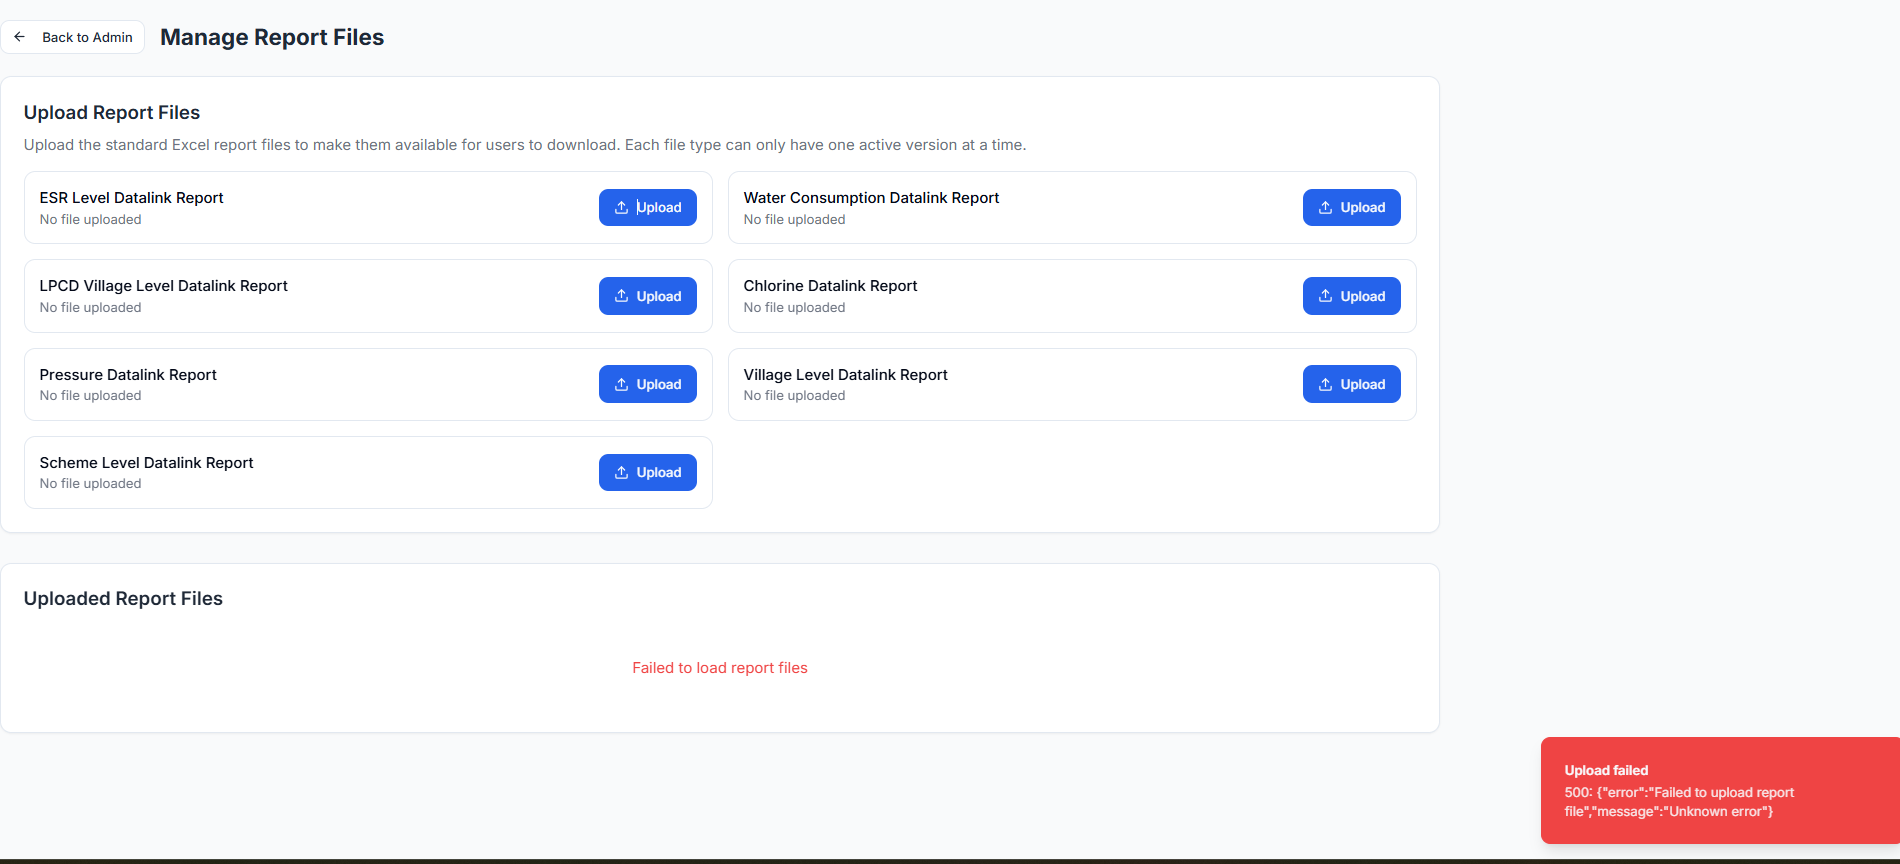 Back to Admin
Manage Report Files
Upload Report Files
Upload the standard Excel report files to make them available for users to download. Each file type can only have one active version at a time.
ESR Level Datalink Report
No file uploaded
Upload
Water Consumption Datalink Report
No file uploaded
Upload
LPCD Village Level Datalink Report
No file uploaded
Upload
Chlorine Datalink Report
No file uploaded
Upload
Pressure Datalink Report
No file uploaded
Upload
Village Level Datalink Report
No file uploaded
Upload
Scheme Level Datalink Report
No file uploaded
Upload
Uploaded Report Files
Failed to load report files
Upload failed
500: {"error":"Failed to upload report
file","message":"Unknown error"}